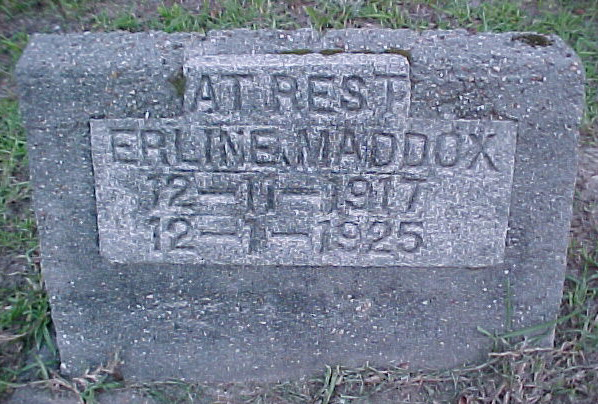 AT REST
ERLINE MADDOX
12-11-1917
12-1-1925